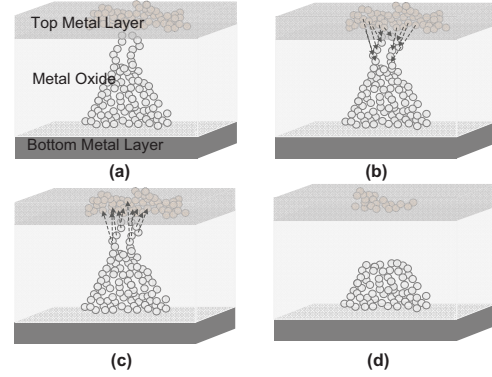 Top Metal Layer
Metal Oxide
Bottom Metal Layer
(a)
(b)
(c)
(d)